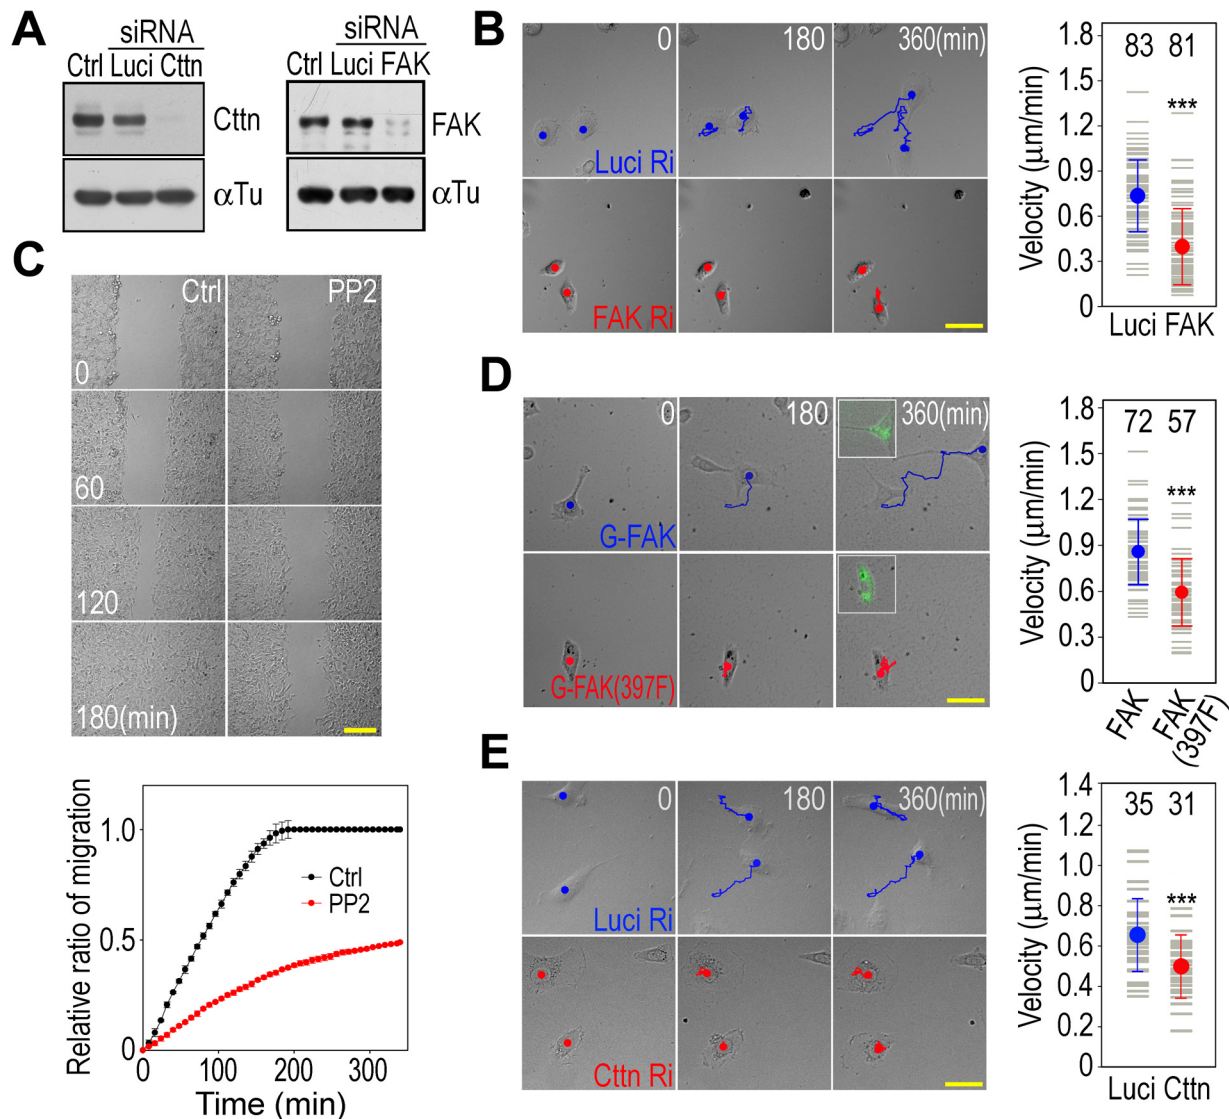 A
siRNA
Ctrl Luci Cttn
Cttn
αTu
siRNA
Ctrl Luci FAK
FAK
αTu
B
0
180
360(min)
Luci Ri
FAK Ri
Velocity (μm/min)
1.8
1.5
1.2
0.9
0.6
0.3
0
83 81
***
Luci FAK
C
Ctrl
PP2
0
60
120
180(min)
Relative ratio of migration
1.0
0.5
0
Ctrl
PP2
0 100 200 300
Time (min)
D
0
180
360(min)
G-FAK
G-FAK(397F)
Velocity (μm/min)
1.8
1.5
1.2
0.9
0.6
0.3
0
72 57
***
FAK
FAK
(397F)
E
0
180
360(min)
Luci Ri
Cttn Ri
Velocity (μm/min)
1.4
1.2
1.0
0.8
0.6
0.4
0.2
0
35 31
***
Luci Cttn